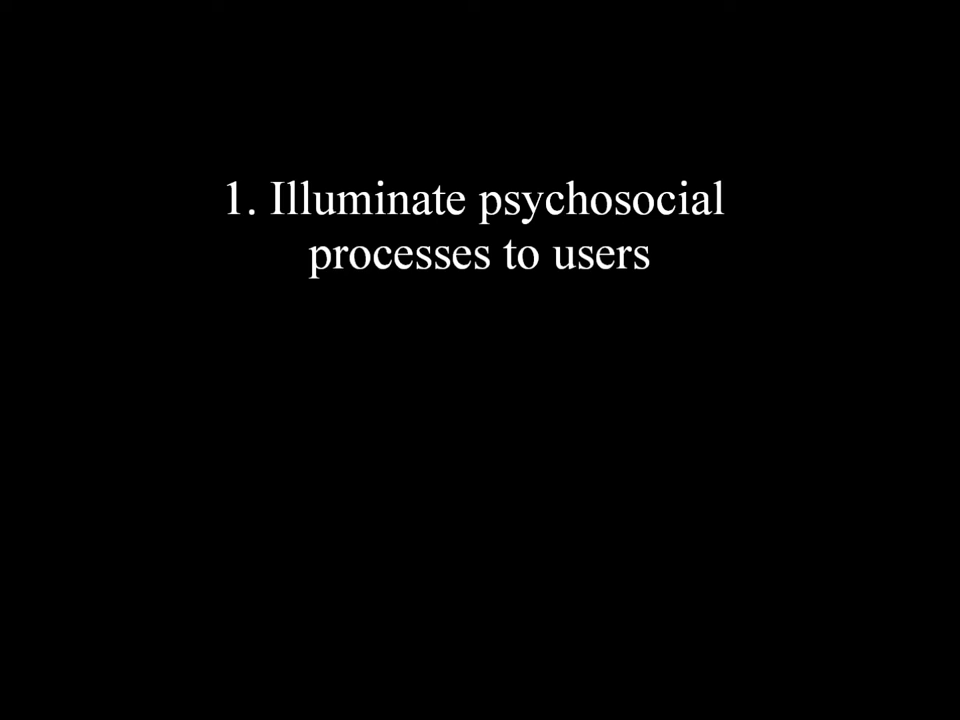 1. Illuminate psychosocial
processes to users